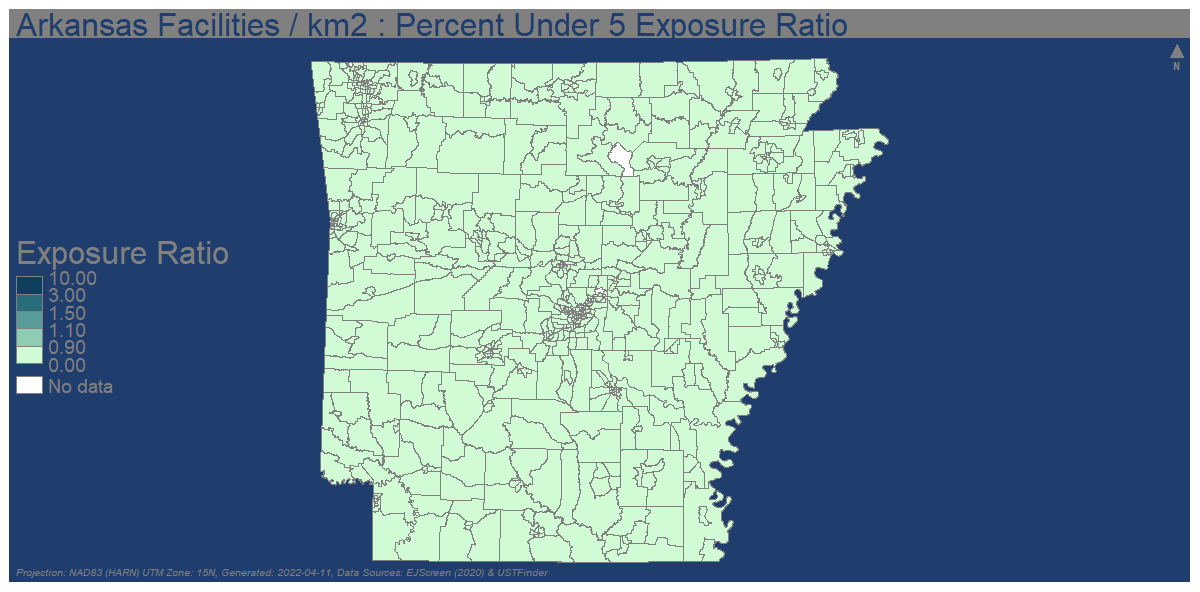 Arkansas Facilities / km2 : Percent Under 5 Exposure Ratio
N
Exposure Ratio
10.00
3.00
1.50
1.10
0.90
0.00
No data
Projection: NAD83 (HARN) UTM Zone: 15N, Generated: 2022-04-11, Data Sources: EJScreen (2020) & USTFinder